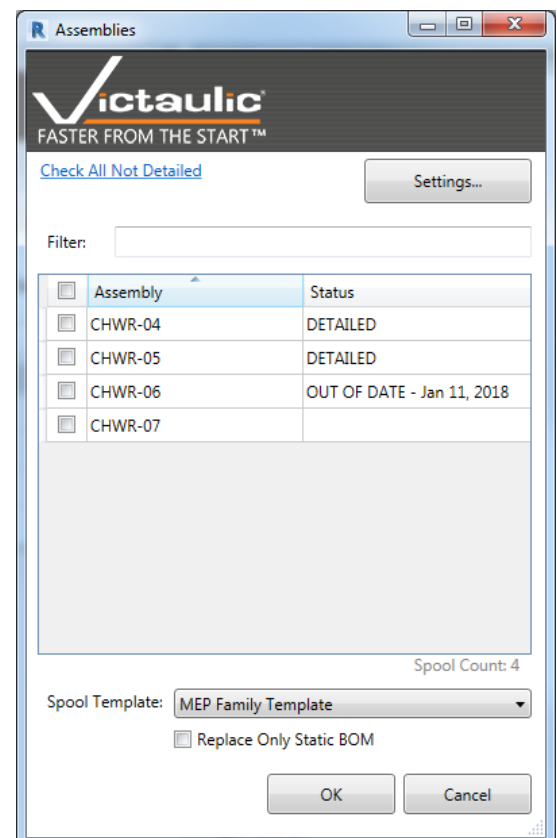 Assemblies
Victaulic
FASTER FROM THE START™
Check All Not Detailed
Settings...
Filter:
Assembly Status
CHWR-04 DETAILED
CHWR-05 DETAILED
CHWR-06 OUT OF DATE - Jan 11, 2018
CHWR-07
Spool Count: 4
Spool Template: MEP Family Template
Replace Only Static BOM
OK Cancel